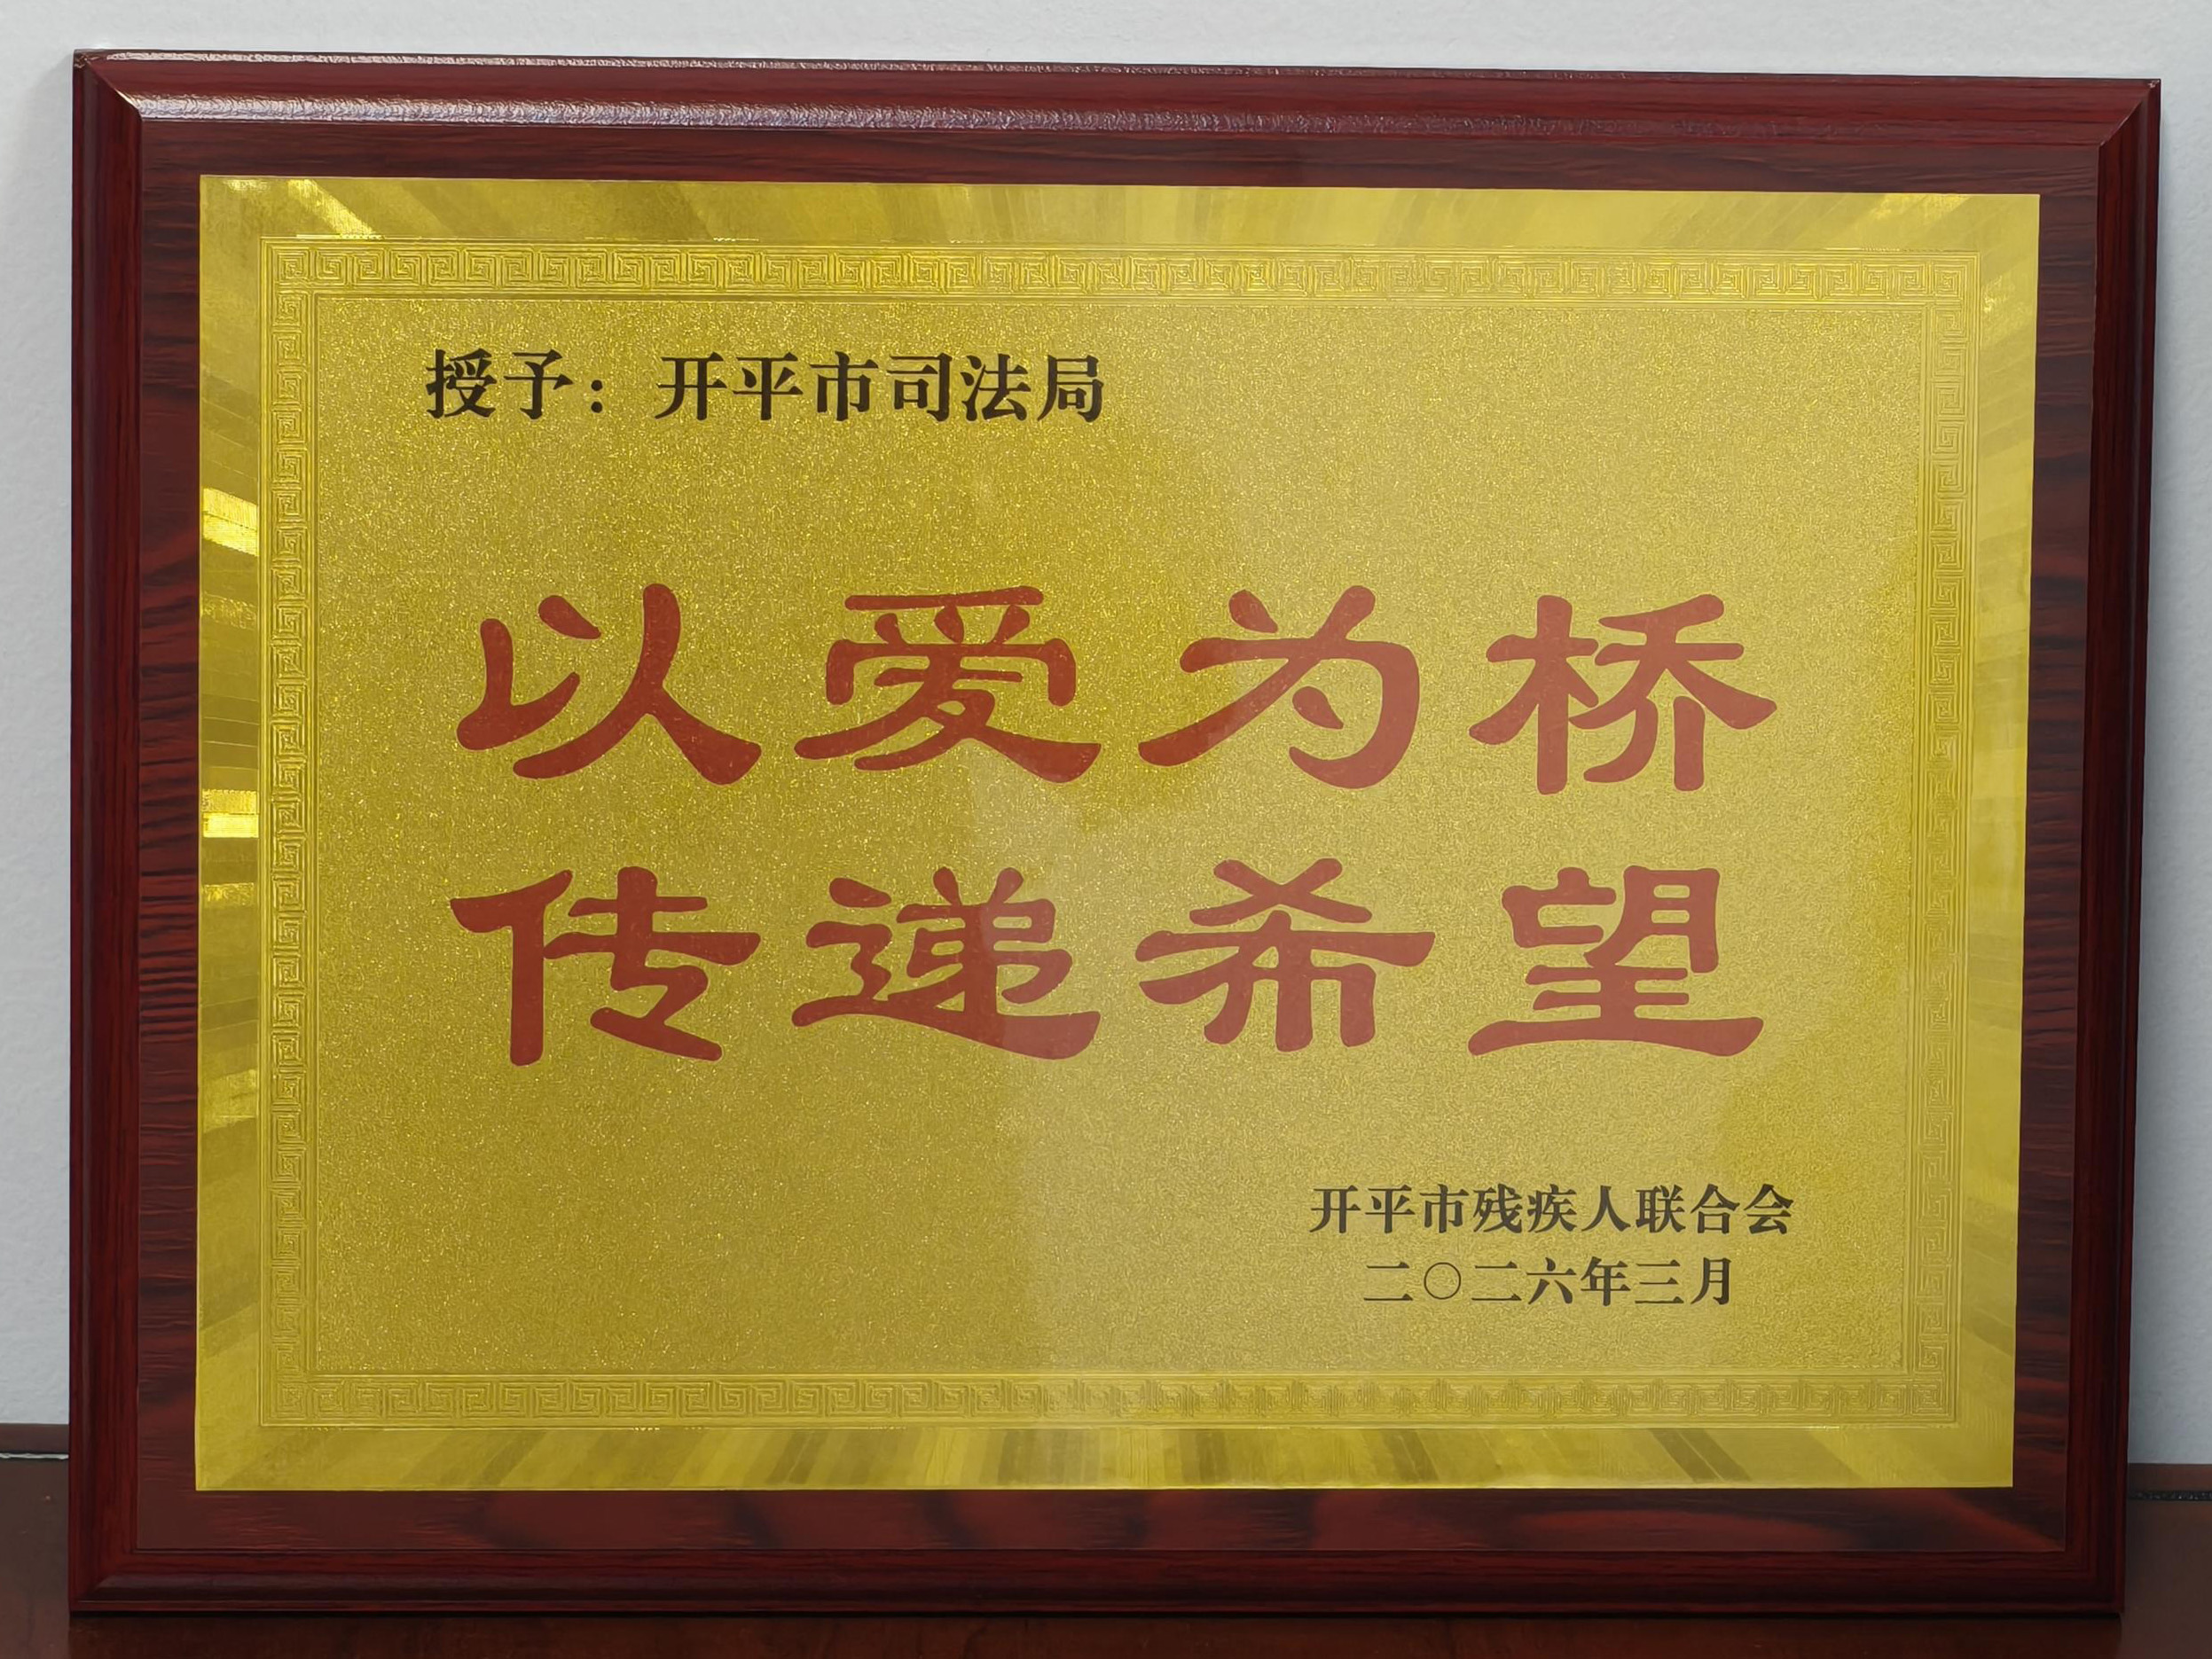 授予：开平市司法局
以爱为桥
传递希望
开平市残疾人联合会
二〇二六年三月